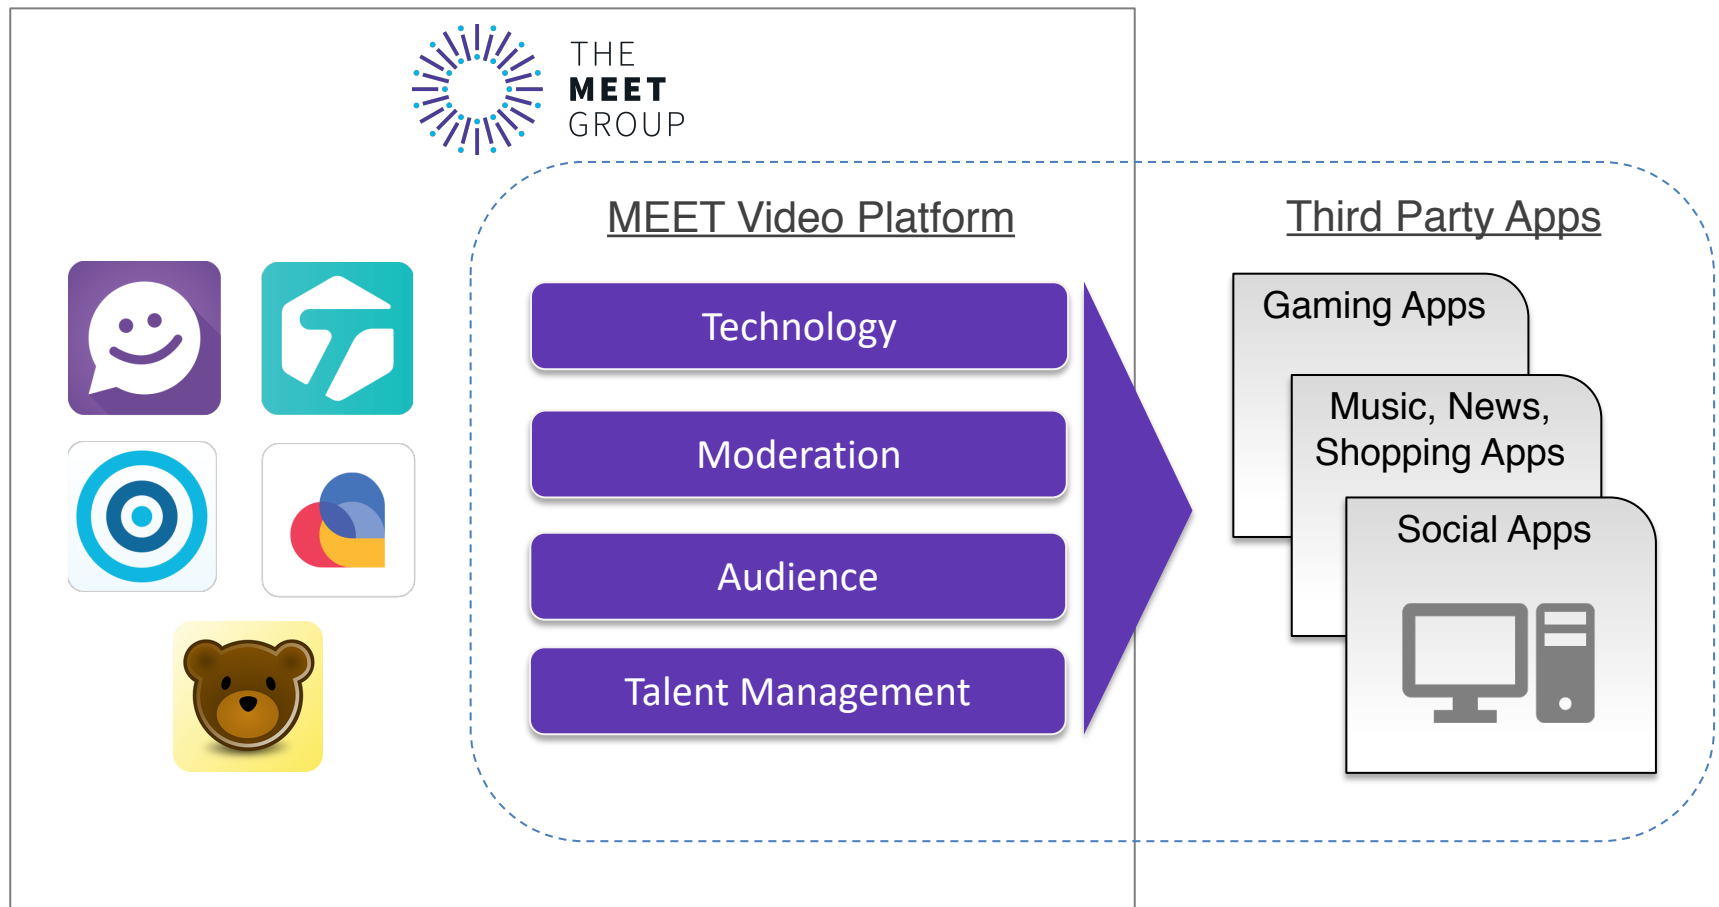 THE
MEET
GROUP
MEET Video Platform
Technology
Moderation
Audience
Talent Management
Third Party Apps
Gaming Apps
Music, News,
Shopping Apps
Social Apps